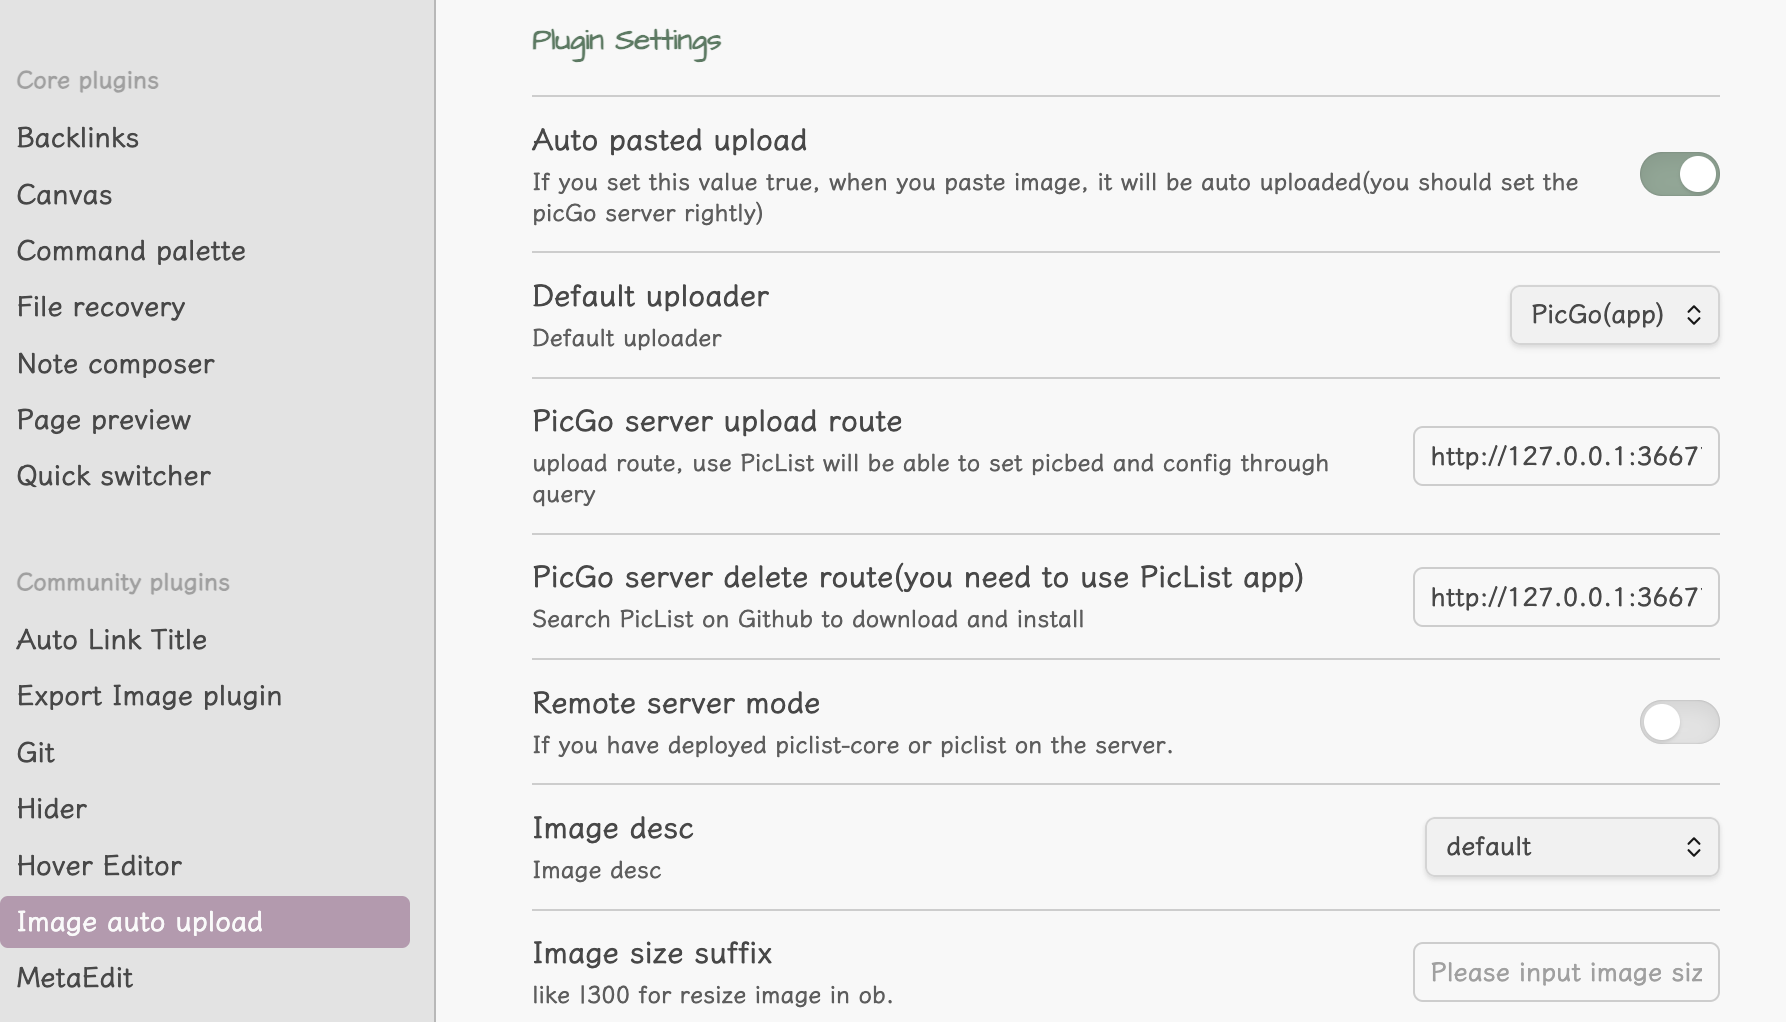 Core plugins
Backlinks
Canvas
Command palette
File recovery
Note composer
Page preview
Quick switcher
Community plugins
Auto Link Title
Export Image plugin
Git
Hider
Hover Editor
Image auto upload
MetaEdit
Plugin Settings
Auto pasted upload
If you set this value true, when you paste image, it will be auto uploaded(you should set the
picGo server rightly)
Default uploader
Default uploader
PicGo(app)
PicGo server upload route
upload route, use PicList will be able to set picbed and config through
query
http://127.0.0.1:3667
PicGo server delete route(you need to use PicList app)
Search PicList on Github to download and install
http://127.0.0.1:3667
Remote server mode
If you have deployed piclist-core or piclist on the server.
Image desc
Image desc
default
Image size suffix
like |300 for resize image in ob.
Please input image siz